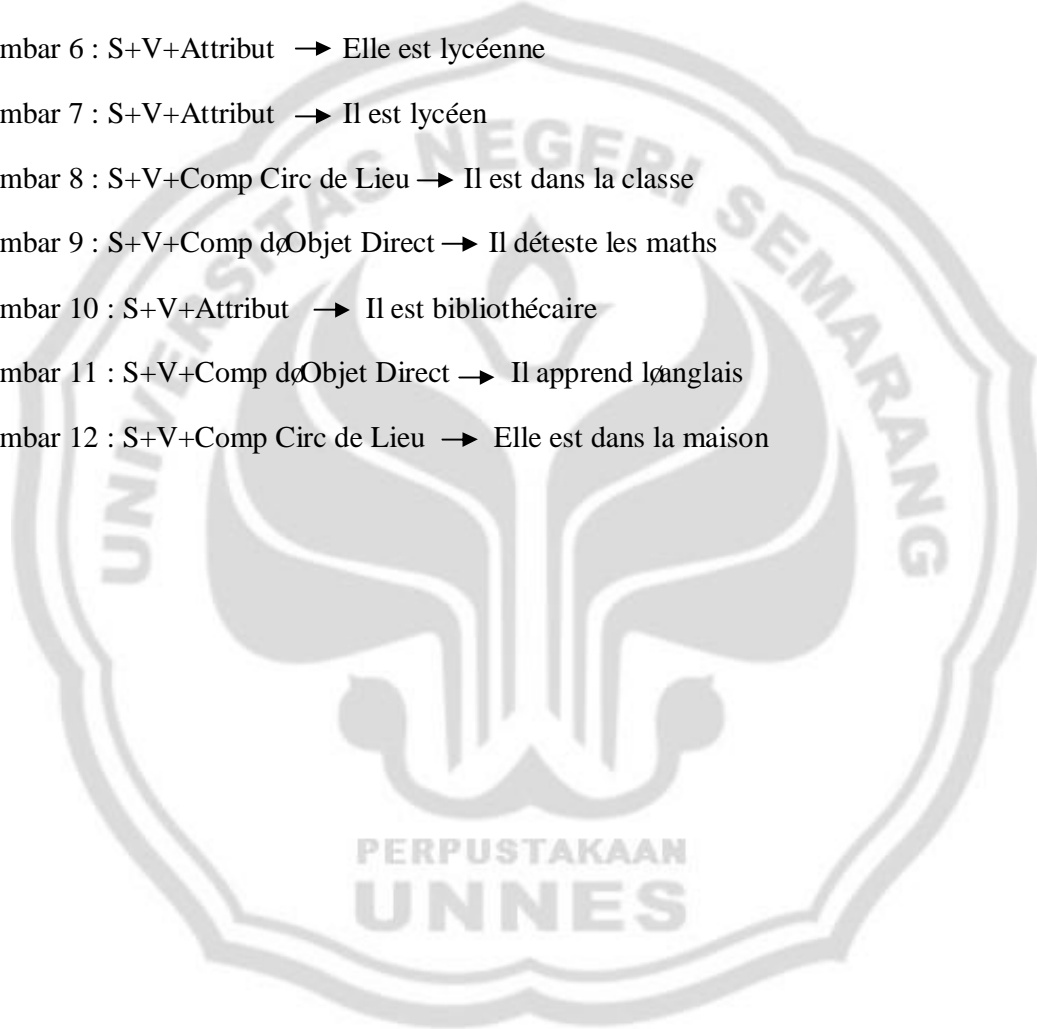 mbar 6 : S+V+Attribut → Elle est lycéenne
mbar 7 : S+V+Attribut → Il est lycéen
mbar 8 : S+V+Comp Circ de Lieu → Il est dans la classe
mbar 9 : S+V+Comp døObjet Direct → Il déteste les maths
mbar 10 : S+V+Attribut → Il est bibliothécaire
mbar 11 : S+V+Comp døObjet Direct → Il apprend løanglais
mbar 12 : S+V+Comp Circ de Lieu → Elle est dans la maison
UNIVERSITAS NEGERI SEMARANG
PERPUSTAKAAN
UNNES